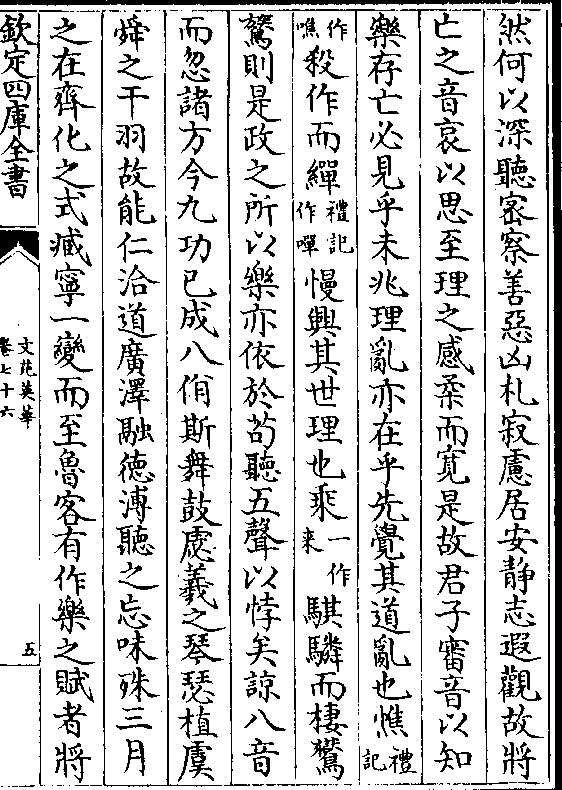 然何以深聽宻察善惡凶札寂慮居安静志遐觀故將
亡之音哀以思至理之感柔而寛是故君子審音以知
樂存亡必見乎未兆理亂亦在乎先覺其道亂也憔禮記
作噍殺作而繟禮記作嘽慢興其世理也乘一作来騏驎而棲鸑
鷟則是政之所以樂亦依於苟聽五聲以悖矣諒八音
而忽諸方今九功已成八佾斯舞鼓虙羲之琴瑟植虞
舜之干羽故能仁洽道廣澤融徳溥聽之忘味殊三月
之在齊化之式臧寧一變而至魯客有作樂之賦者將
欽定四庫全書
文苑英華
卷七十六
五